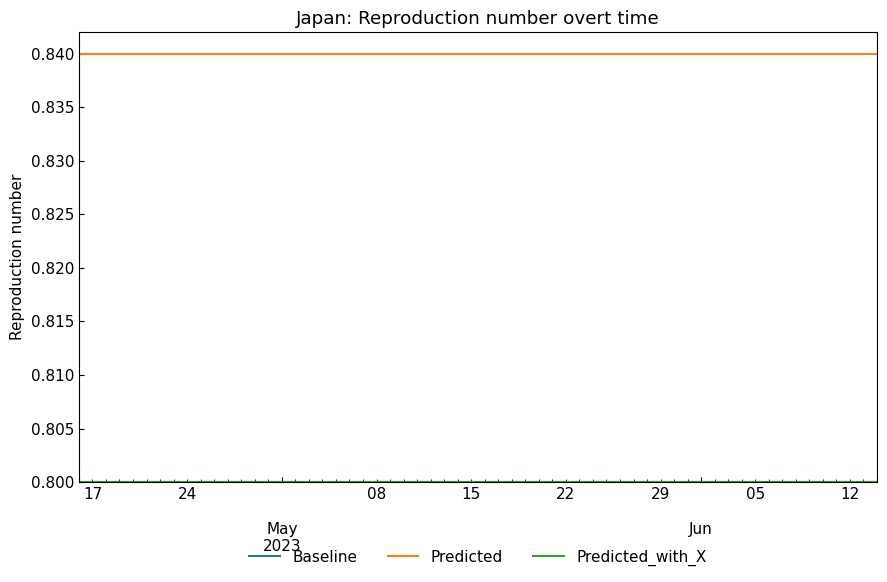 Japan: Reproduction number overt time
0.840
0.835
0.830
0.825
0.820
0.815
0.810
0.805
0.800
Reproduction number
17 24 08 15 22 29 05 12
May Jun
2023
Baseline Predicted Predicted_with_X